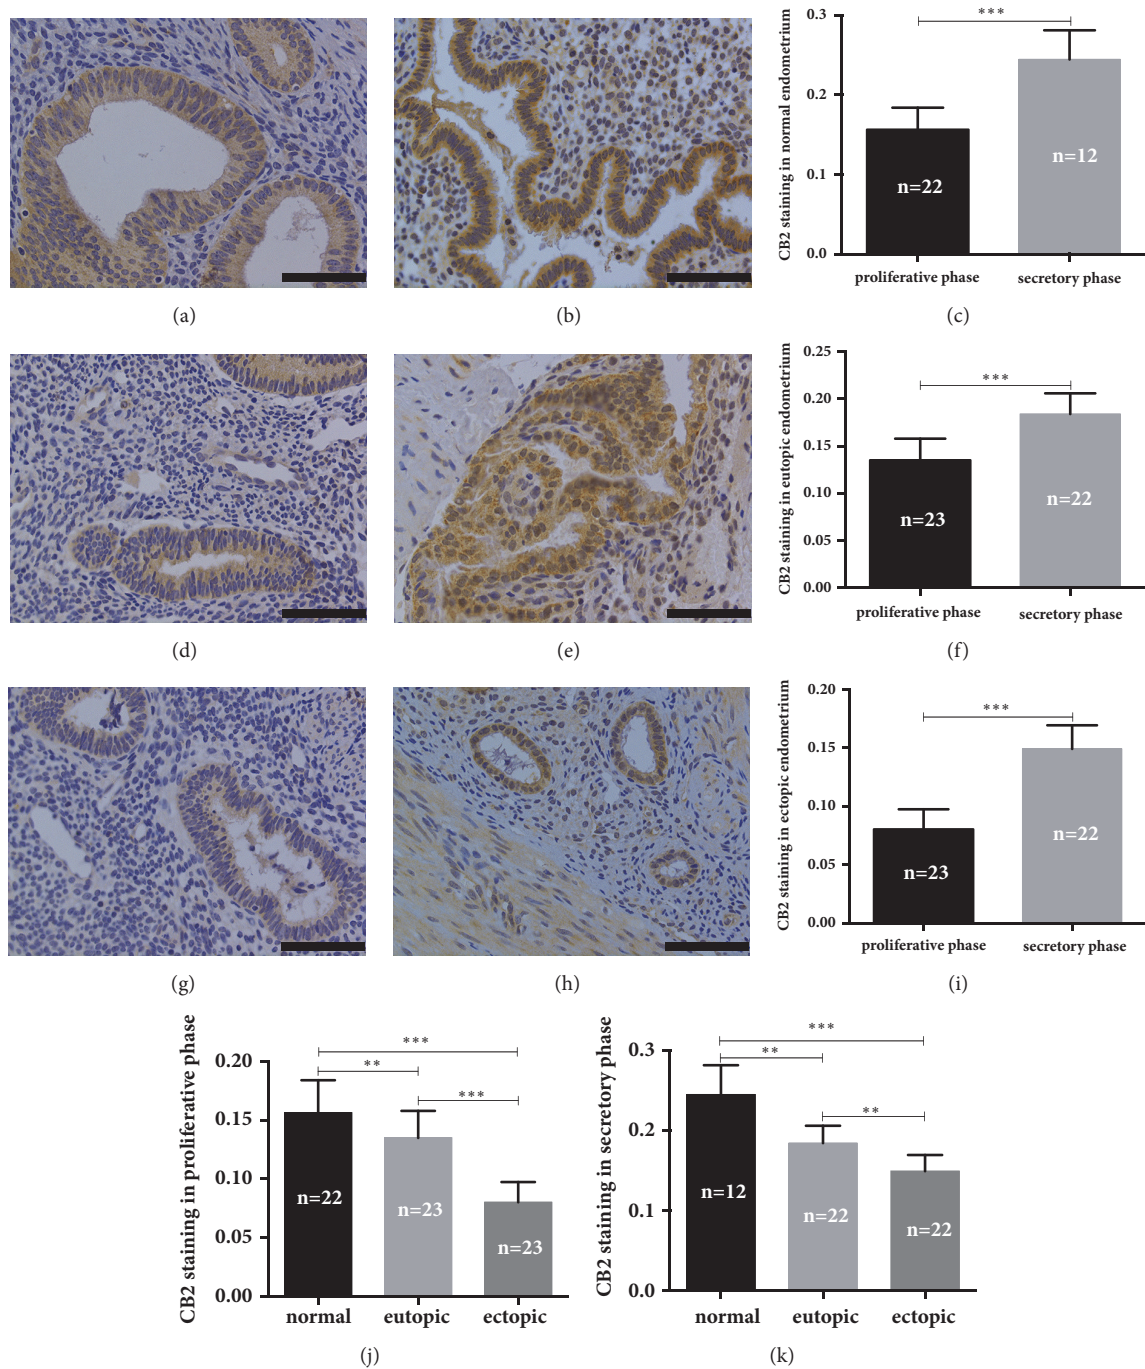 CB2 staining in normal endometrium
0.3
0.2
0.1
0.0
***
n=22
n=12
proliferative phase
secretory phase
(a)
(b)
(c)
CB2 staining in eutopic endometrium
0.25
0.20
0.15
0.10
0.05
0.00
***
n=23
n=22
proliferative phase
secretory phase
(d)
(e)
(f)
CB2 staining in ectopic endometrium
0.20
0.15
0.10
0.05
0.00
***
n=23
n=22
proliferative phase
secretory phase
(g)
(h)
(i)
CB2 staining in proliferative phase
0.20
0.15
0.10
0.05
0.00
***
**
***
n=22
n=23
n=23
normal
eutopic
ectopic
(j)
CB2 staining in secretory phase
0.3
0.2
0.1
0.0
***
**
**
n=12
n=22
n=22
normal
eutopic
ectopic
(k)